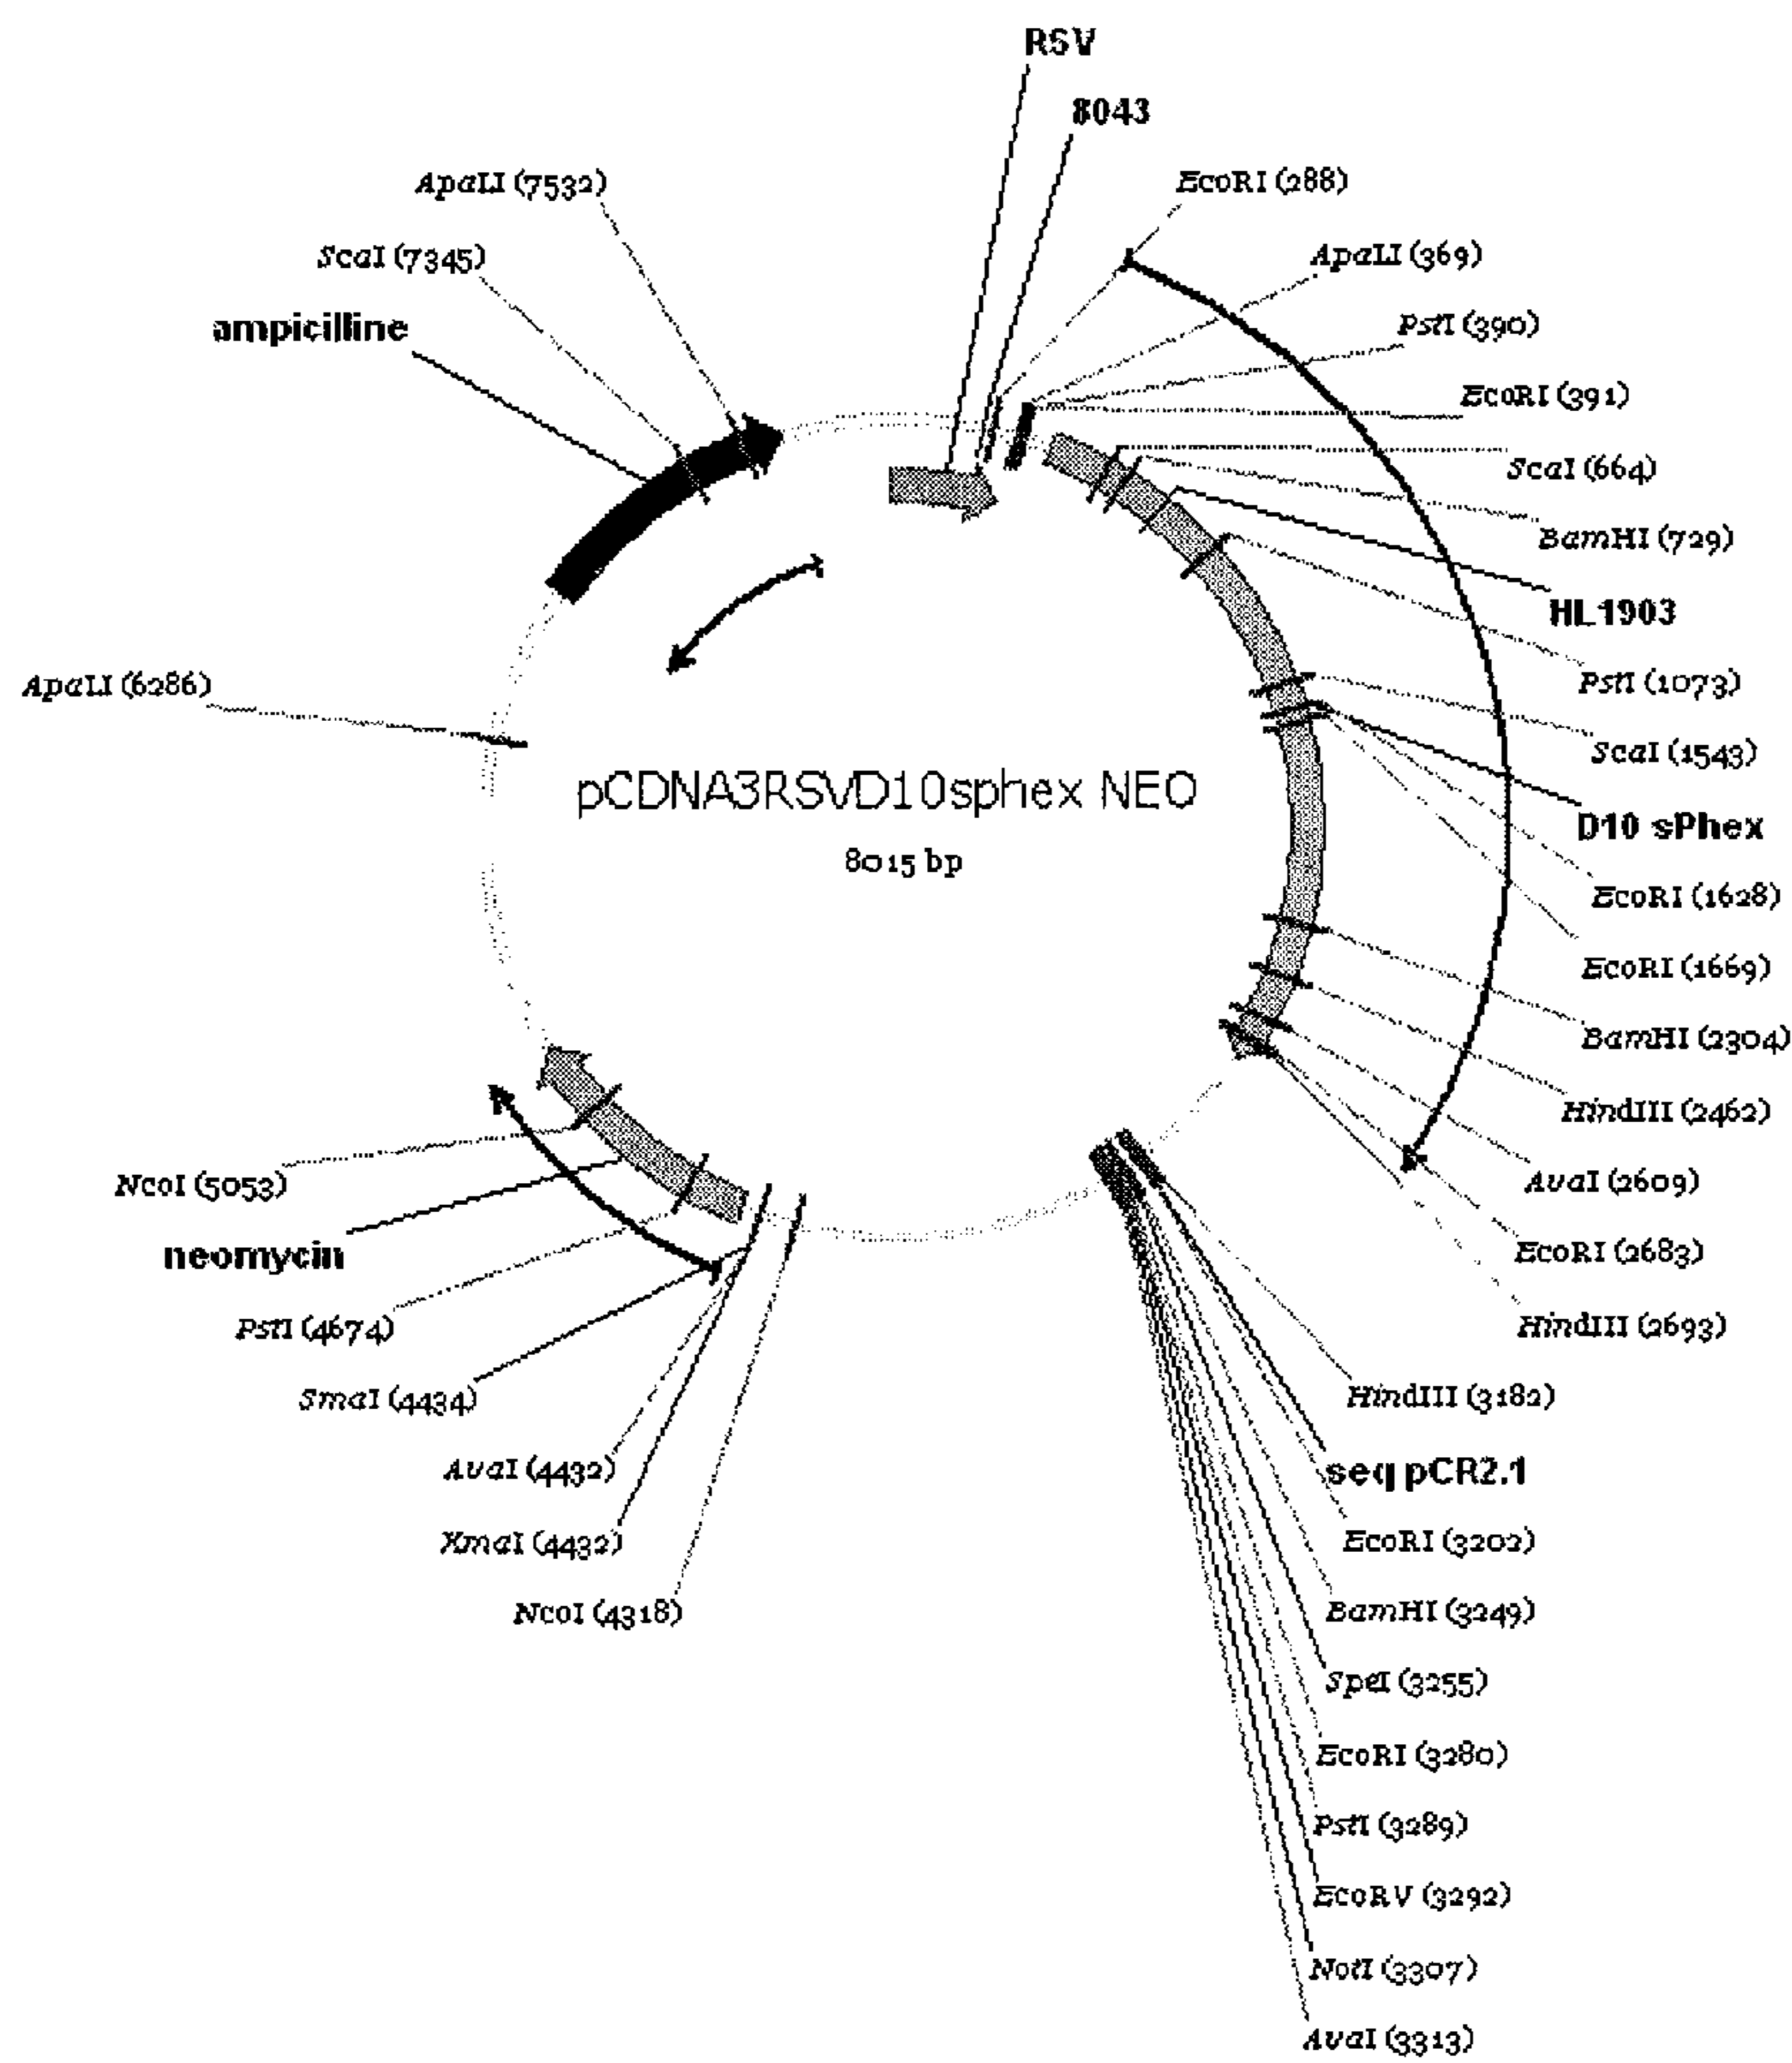 RSV
8043
ApaLI (7532)
EcoRI (288)
ScaI (7345)
ApaLI (369)
ampicilline
PstI (390)
EcoRI (391)
ScaI (664)
BamHI (729)
HL1903
ApaLI (6286)
PstI (1073)
ScaI (1543)
pCDNA3RSVD10sphex NEO
8015 bp
D10 sPhex
EcoRI (1628)
EcoRI (1669)
BamHI (2304)
HindIII (2462)
NcoI (5053)
AvaI (2609)
neomycin
EcoRI (2683)
PstI (4674)
HindIII (2693)
SmaI (4434)
HindIII (3182)
AvaI (4432)
seq pCR2.1
XmaI (4432)
EcoRI (3202)
NcoI (4318)
BamHI (3249)
SpeI (3255)
EcoRI (3280)
PstI (3289)
EcoRV (3292)
NotI (3307)
AvaI (3313)